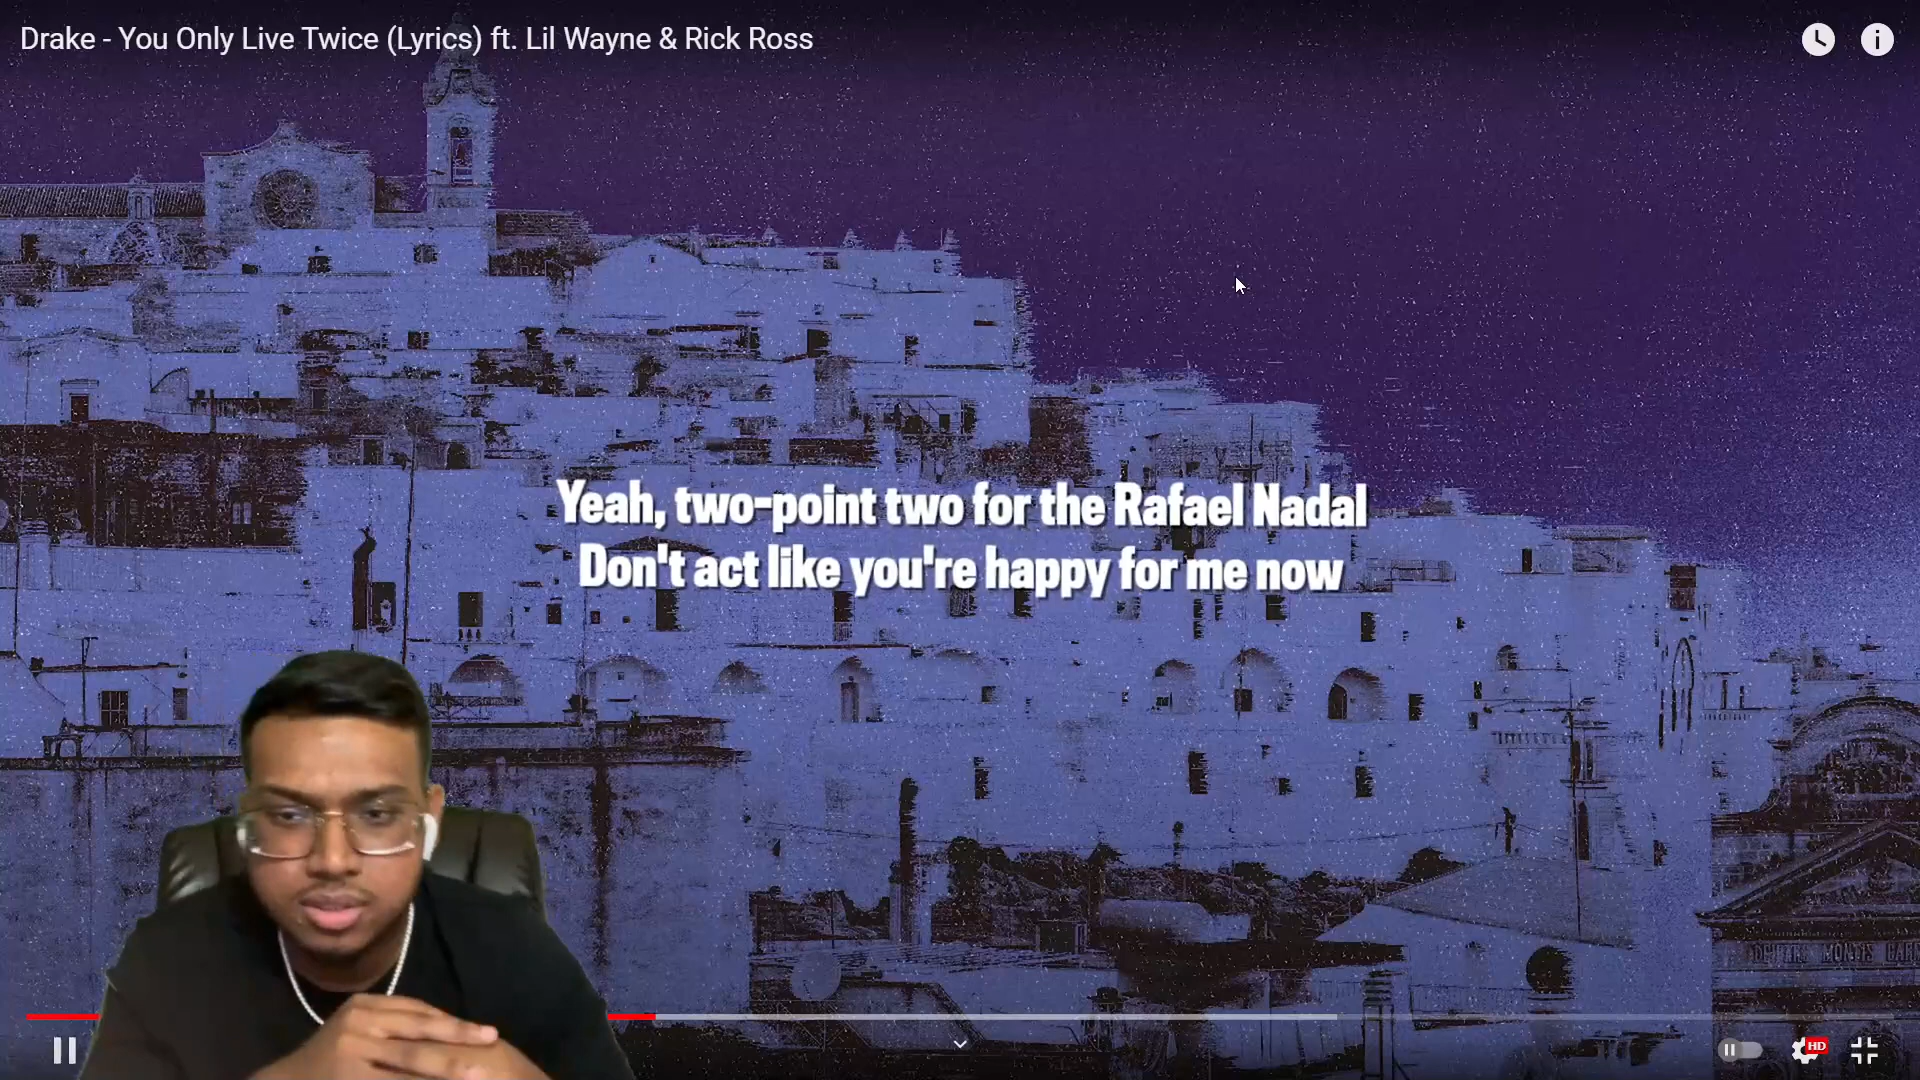 Drake - You Only Live Twice (Lyrics) ft. Lil Wayne & Rick Ross
Yeah, two-point two for the Rafael Nadal
Don't act like you're happy for me now
HD